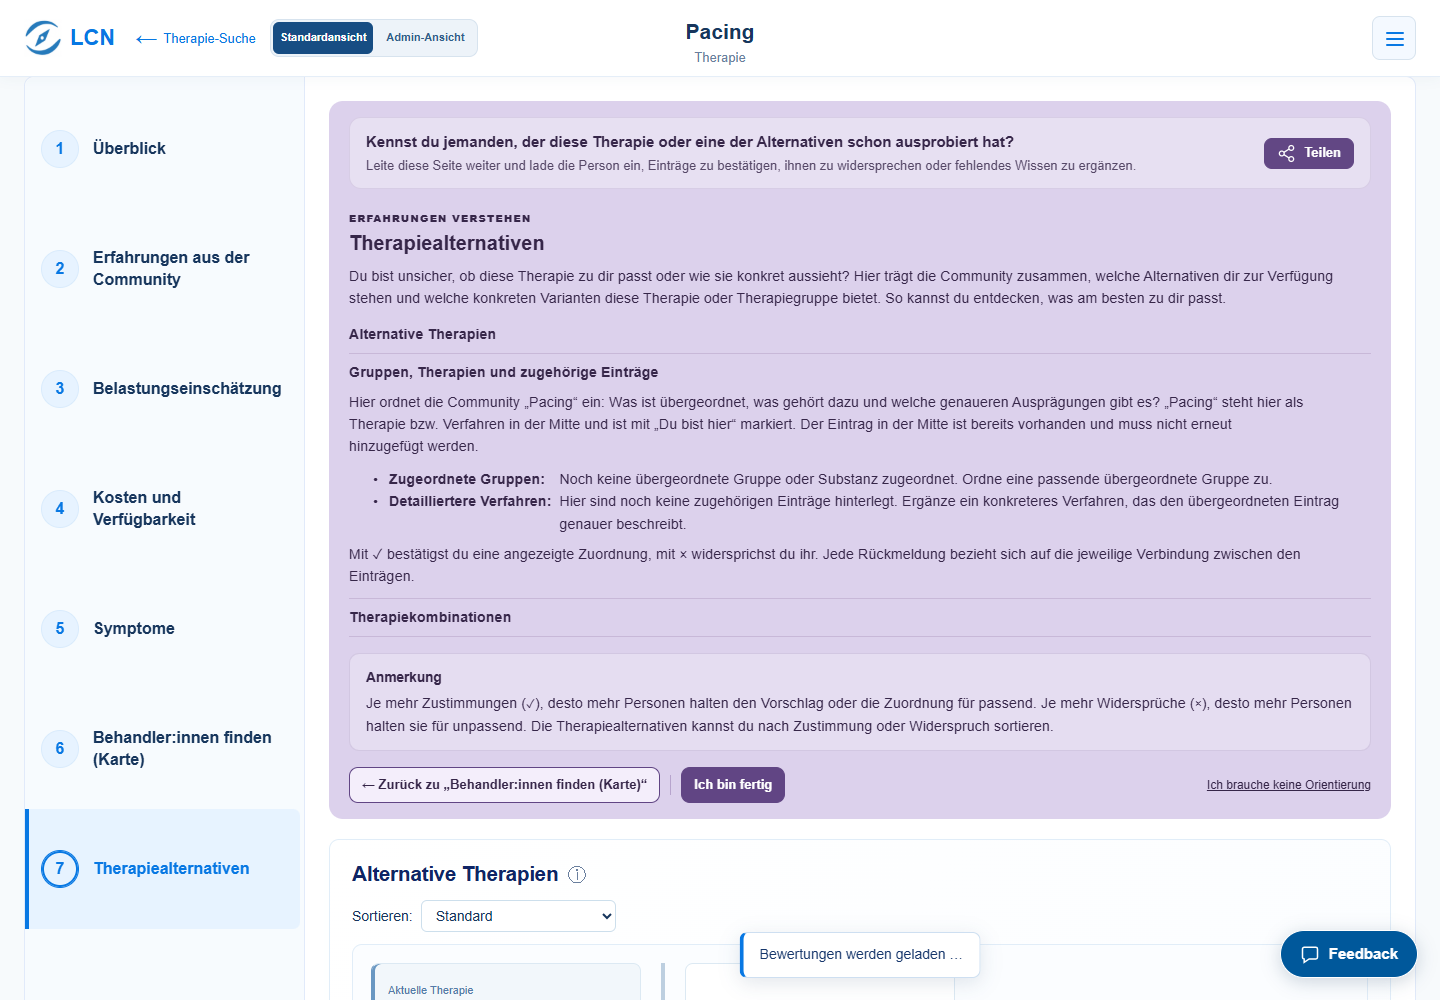 LCN
← Therapie-Suche
Standardansicht
Admin-Ansicht
Pacing
Therapie
1 Überblick
2 Erfahrungen aus der
Community
3 Belastungseinschätzung
4 Kosten und
Verfügbarkeit
5 Symptome
6 Behandler:innen finden
(Karte)
7 Therapiealternativen
Kennst du jemanden, der diese Therapie oder eine der Alternativen schon ausprobiert hat?
Leite diese Seite weiter und lade die Person ein, Einträge zu bestätigen, ihnen zu widersprechen oder fehlendes Wissen zu ergänzen.
Teilen
ERFAHRUNGEN VERSTEHEN
Therapiealternativen
Du bist unsicher, ob diese Therapie zu dir passt oder wie sie konkret aussieht? Hier trägt die Community zusammen, welche Alternativen dir zur Verfügung
stehen und welche konkreten Varianten diese Therapie oder Therapiegruppe bietet. So kannst du entdecken, was am besten zu dir passt.
Alternative Therapien
Gruppen, Therapien und zugehörige Einträge
Hier ordnet die Community „Pacing“ ein: Was ist übergeordnet, was gehört dazu und welche genaueren Ausprägungen gibt es? „Pacing“ steht hier als
Therapie bzw. Verfahren in der Mitte und ist mit „Du bist hier“ markiert. Der Eintrag in der Mitte ist bereits vorhanden und muss nicht erneut
hinzugefügt werden.
• Zugeordnete Gruppen: Noch keine übergeordnete Gruppe oder Substanz zugeordnet. Ordne eine passende übergeordnete Gruppe zu.
• Detailliertere Verfahren: Hier sind noch keine zugehörigen Einträge hinterlegt. Ergänze ein konkreteres Verfahren, das den übergeordneten Eintrag
genauer beschreibt.
Mit ✓ bestätigst du eine angezeigte Zuordnung, mit × widersprichst du ihr. Jede Rückmeldung bezieht sich auf die jeweilige Verbindung zwischen den
Einträgen.
Therapiekombinationen
Anmerkung
Je mehr Zustimmungen (✓), desto mehr Personen halten den Vorschlag oder die Zuordnung für passend. Je mehr Widersprüche (×), desto mehr Personen
halten sie für unpassend. Die Therapiealternativen kannst du nach Zustimmung oder Widerspruch sortieren.
← Zurück zu „Behandler:innen finden (Karte)“
Ich bin fertig
Ich brauche keine Orientierung
Alternative Therapien
Sortieren: Standard
Bewertungen werden geladen …
Feedback
Aktuelle Therapie